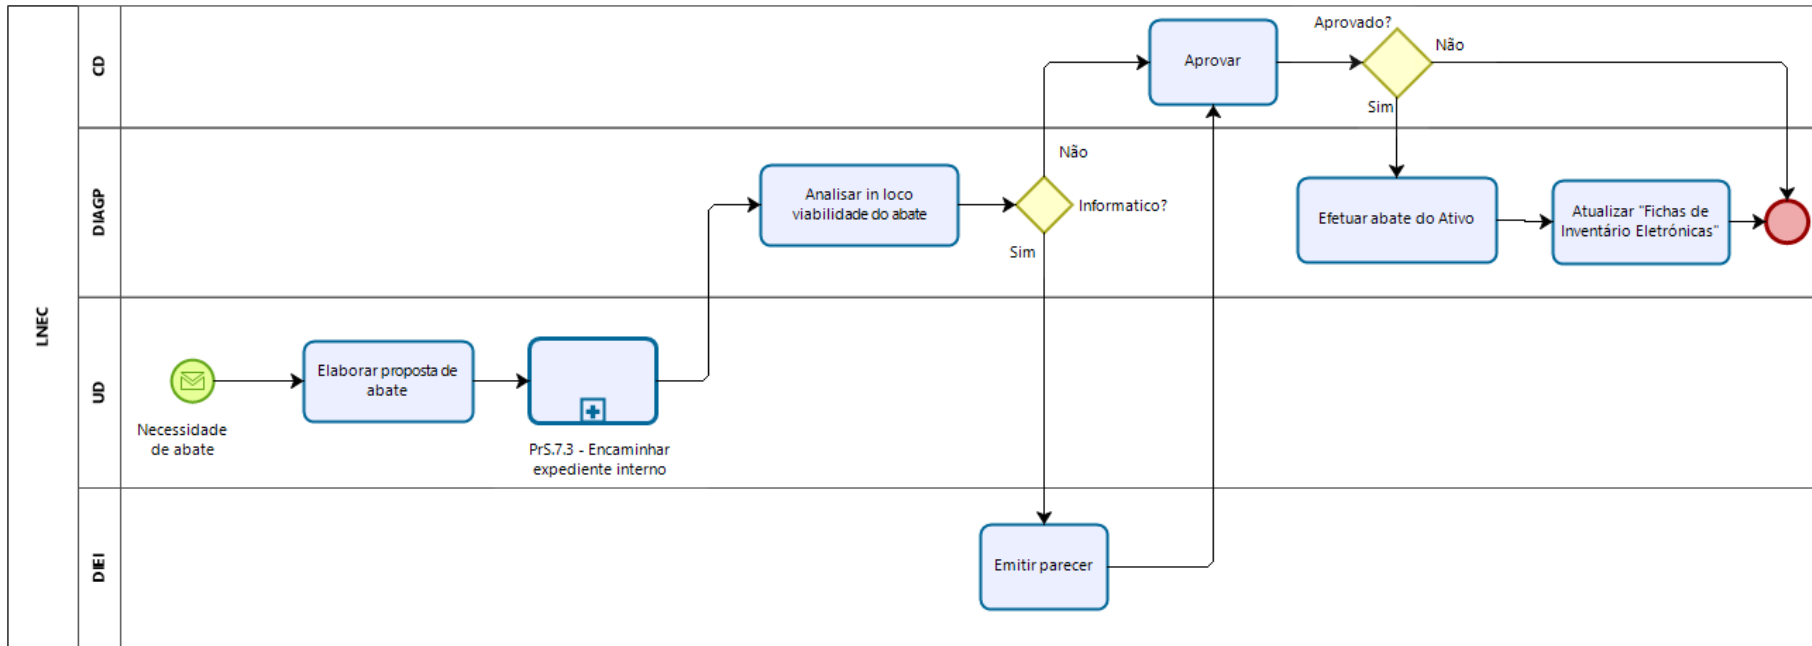 LNEC
CD
Aprovar
Aprovado?
Não
Sim
DIAGP
Analisar in loco
viabilidade do abate
Não
Informatico?
Sim
Efetuar abate do Ativo
Atualizar "Fichas de
Inventário Eletrónicas"
UD
Necessidade
de abate
Elaborar proposta de
abate
PrS.7.3 - Encaminhar
expediente interno
DIEI
Emitir parecer